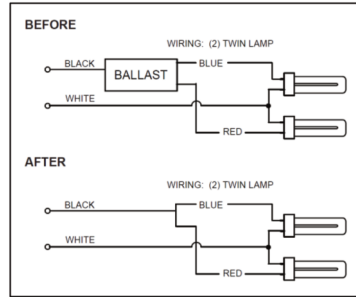 BEFORE
WIRING: (2) TWIN LAMP
BLACK
BLUE
BALLAST
WHITE
RED
AFTER
WIRING: (2) TWIN LAMP
BLACK
BLUE
WHITE
RED